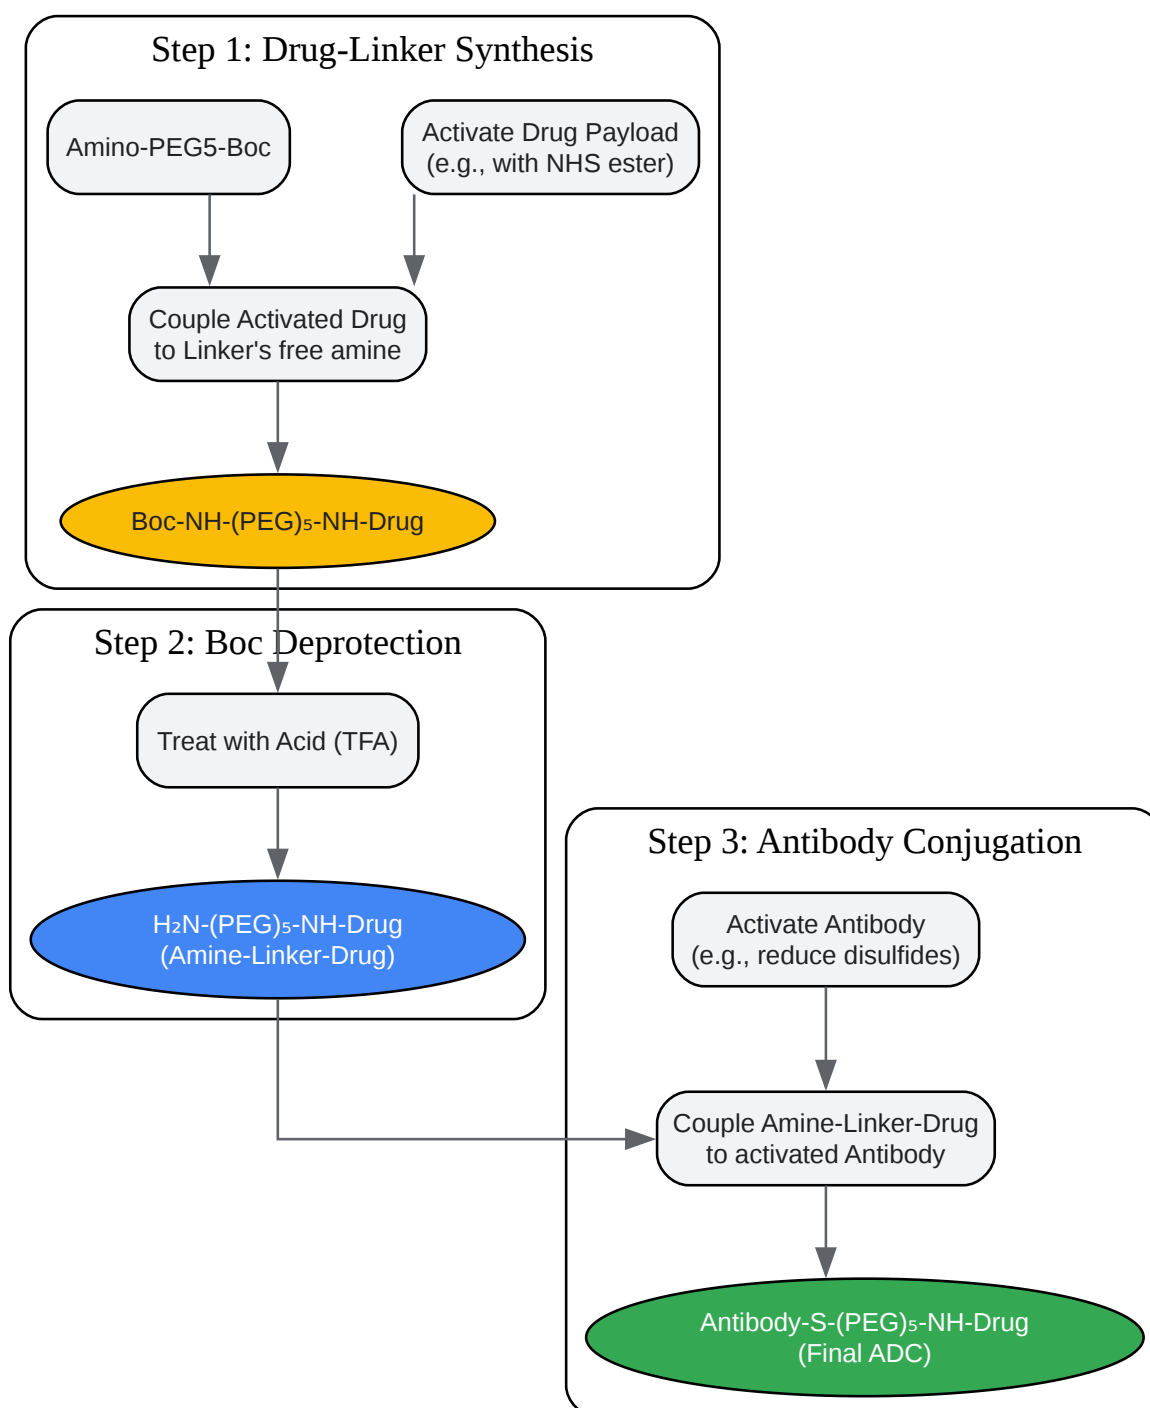 Step 1: Drug-Linker Synthesis
Amino-PEG5-Boc
Activate Drug Payload
(e.g., with NHS ester)
Couple Activated Drug
to Linker's free amine
Boc-NH-(PEG)₅-NH-Drug
Step 2: Boc Deprotection
Treat with Acid (TFA)
H₂N-(PEG)₅-NH-Drug
(Amine-Linker-Drug)
Step 3: Antibody Conjugation
Activate Antibody
(e.g., reduce disulfides)
Couple Amine-Linker-Drug
to activated Antibody
Antibody-S-(PEG)₅-NH-Drug
(Final ADC)